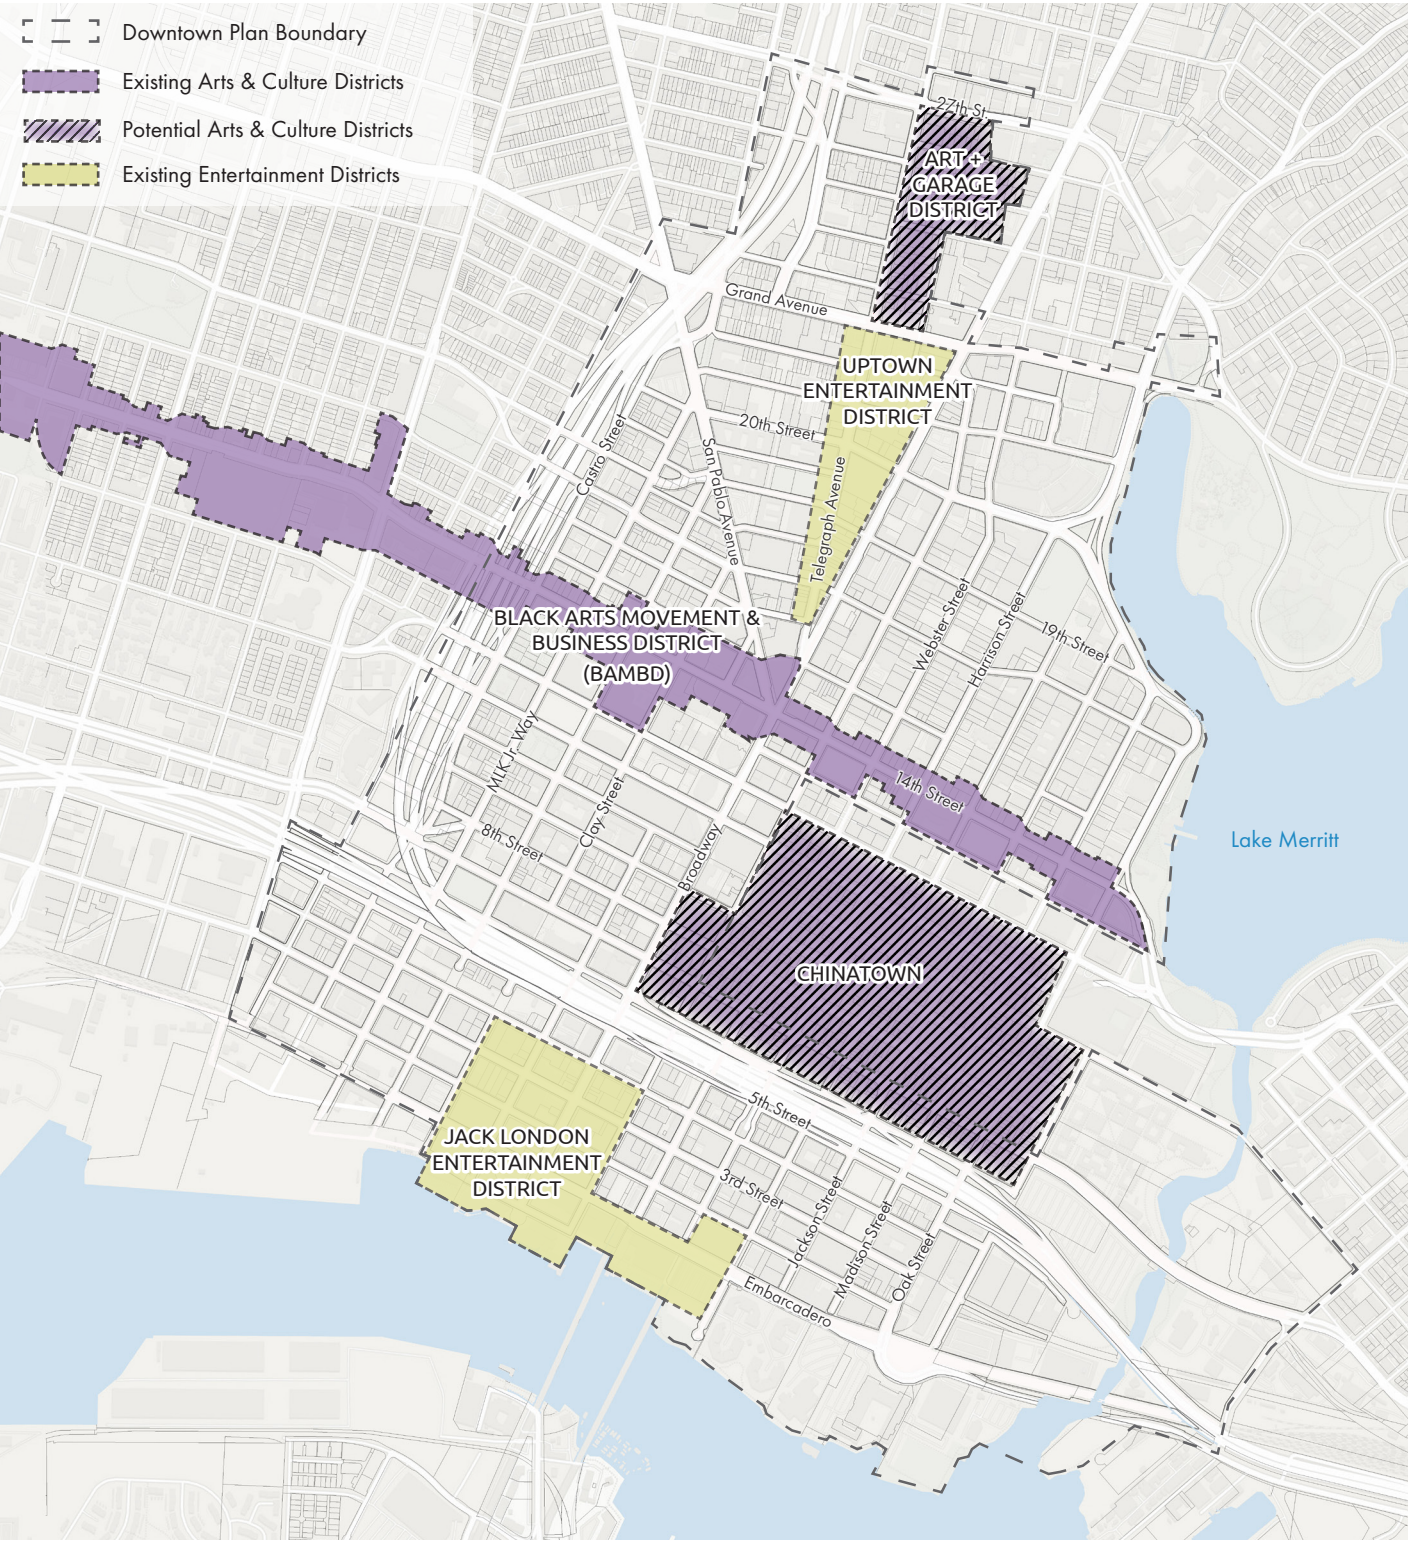 Downtown Plan Boundary
Existing Arts & Culture Districts
Potential Arts & Culture Districts
Existing Entertainment Districts
27th St.
ART +
GARAGE
DISTRICT
Grand Avenue
UPTOWN
ENTERTAINMENT
DISTRICT
20th Street
Castro Street
San Pablo Avenue
Telegraph Avenue
Webster Street
Harrison Street
19th Street
BLACK ARTS MOVEMENT &
BUSINESS DISTRICT
(BAMBD)
MLK Jr. Way
Clay Street
8th Street
Broadway
14th Street
Lake Merritt
CHINATOWN
5th Street
JACK LONDON
ENTERTAINMENT
DISTRICT
3rd Street
Jackson Street
Madison Street
Oak Street
Embarcadero